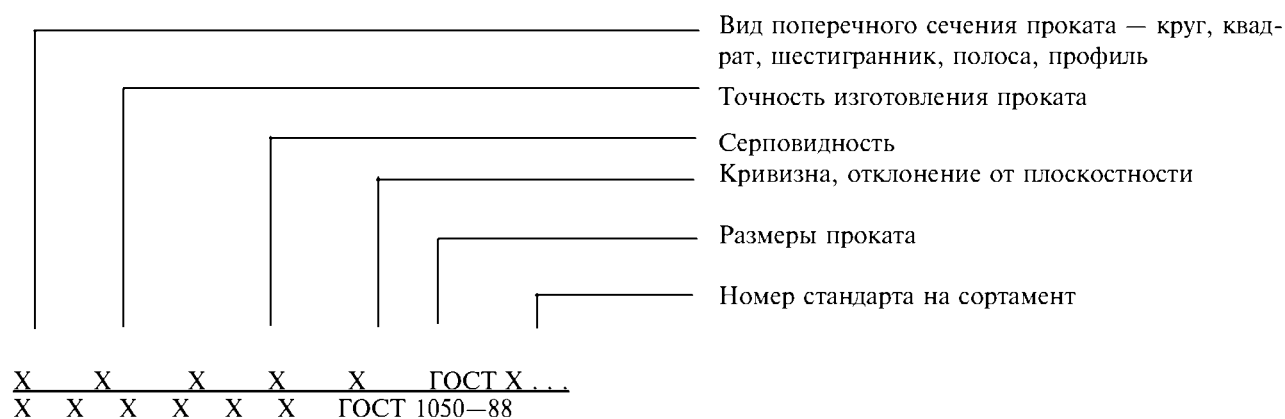 Вид поперечного сечения проката — круг, квад-
рат, шестигранник, полоса, профиль
Точность изготовления проката
Серповидность
Кривизна, отклонение от плоскостности
Размеры проката
Номер стандарта на сортамент
X X X X X ГОСТ X . . .
X X X X X X ГОСТ 1050—88